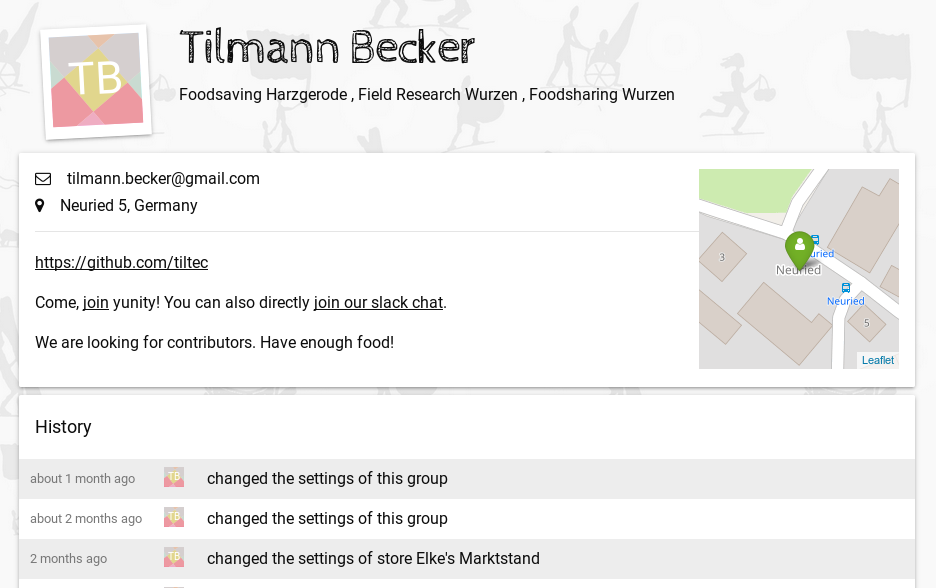 TB
Tilmann Becker
Foodsaving Harzgerode , Field Research Wurzen , Foodsharing Wurzen
tilmann.becker@gmail.com
Neuried 5, Germany
https://github.com/tiltec
Come, join yunity! You can also directly join our slack chat.
We are looking for contributors. Have enough food!
3
uried
Neuried
Neuried
5
Leaflet
History
about 1 month ago TB changed the settings of this group
about 2 months ago TB changed the settings of this group
2 months ago TB changed the settings of store Elke's Marktstand